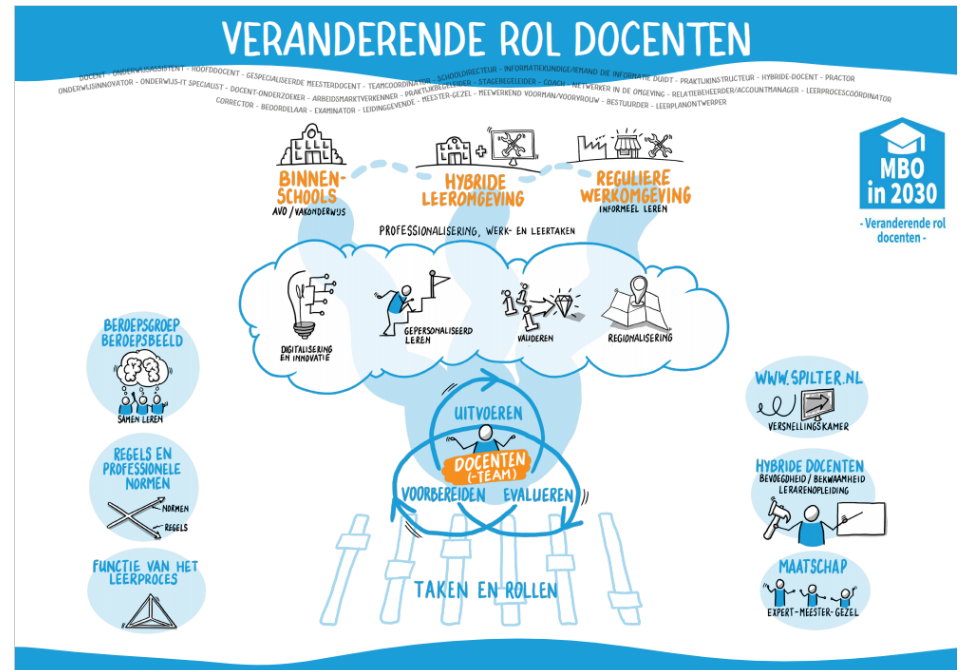 VERANDERENDE ROL DOCENTEN
DOCENT - ONDERWIJSASSISTENT - HOOFDDOCENT - GESPECIALISEERDE MEESTERDOCENT - TEAMCOORDINATOR - SCHOOLDIRECTEUR - INFORMATIEKUNDIGE/IEMAND DIE INFORMATIE DUIDT - PRAKTIJKINSTRUCTEUR - HYBRIDE-DOCENT - PRACTOR
ONDERWIJSINNOVATOR - ONDERWIJS-IT SPECIALIST - DOCENT-ONDERZOEKER - ARBEIDSMARKTVERKENNER - PRAKTIJKBEGELEIDER - STAGEBEGELEIDER - COACH - NETWERKER IN DE OMGEVING - RELATIEBEHEERDER/ACCOUNTMANAGER - LEERPROCESCOÖRDINATOR
CORRECTOR - BEOORDELAAR - EXAMINATOR - LEIDINGGEVENDE - MEESTER-GEZEL - MEEWERKEND VOORMAN/VOORVROUW - BESTUURDER - LEERPLANONTWERPER
BINNEN-
SCHOOLS
AVO / VAKONDERWIJS
HYBRIDE
LEEROMGEVING
REGULIERE
WERKOMGEVING
INFORMEEL LEREN
MBO
in 2030
- Veranderende rol
docenten -
PROFESSIONALISERING, WERK- EN LEERTAKEN
DIGITALISERING
EN INNOVATIE
GEPERSONALISEERD
LEREN
VALIDEREN
REGIONALISERING
BEROEPSGROEP
BEROEPSBEELD
SAMEN LEREN
REGELS EN
PROFESSIONELE
NORMEN
NORMEN
REGELS
FUNCTIE VAN HET
LEERPROCES
UITVOEREN
DOCENTEN
(-TEAM)
VOORBEREIDEN
EVALUEREN
TAKEN EN ROLLEN
WWW.SPILTER.NL
VERSNELLINGSKAMER
HYBRIDE DOCENTEN
BEVOEGDHEID / BEKWAAMHEID
LERARENOPLEIDING
MAATSCHAP
EXPERT-MEESTER-GEZEL